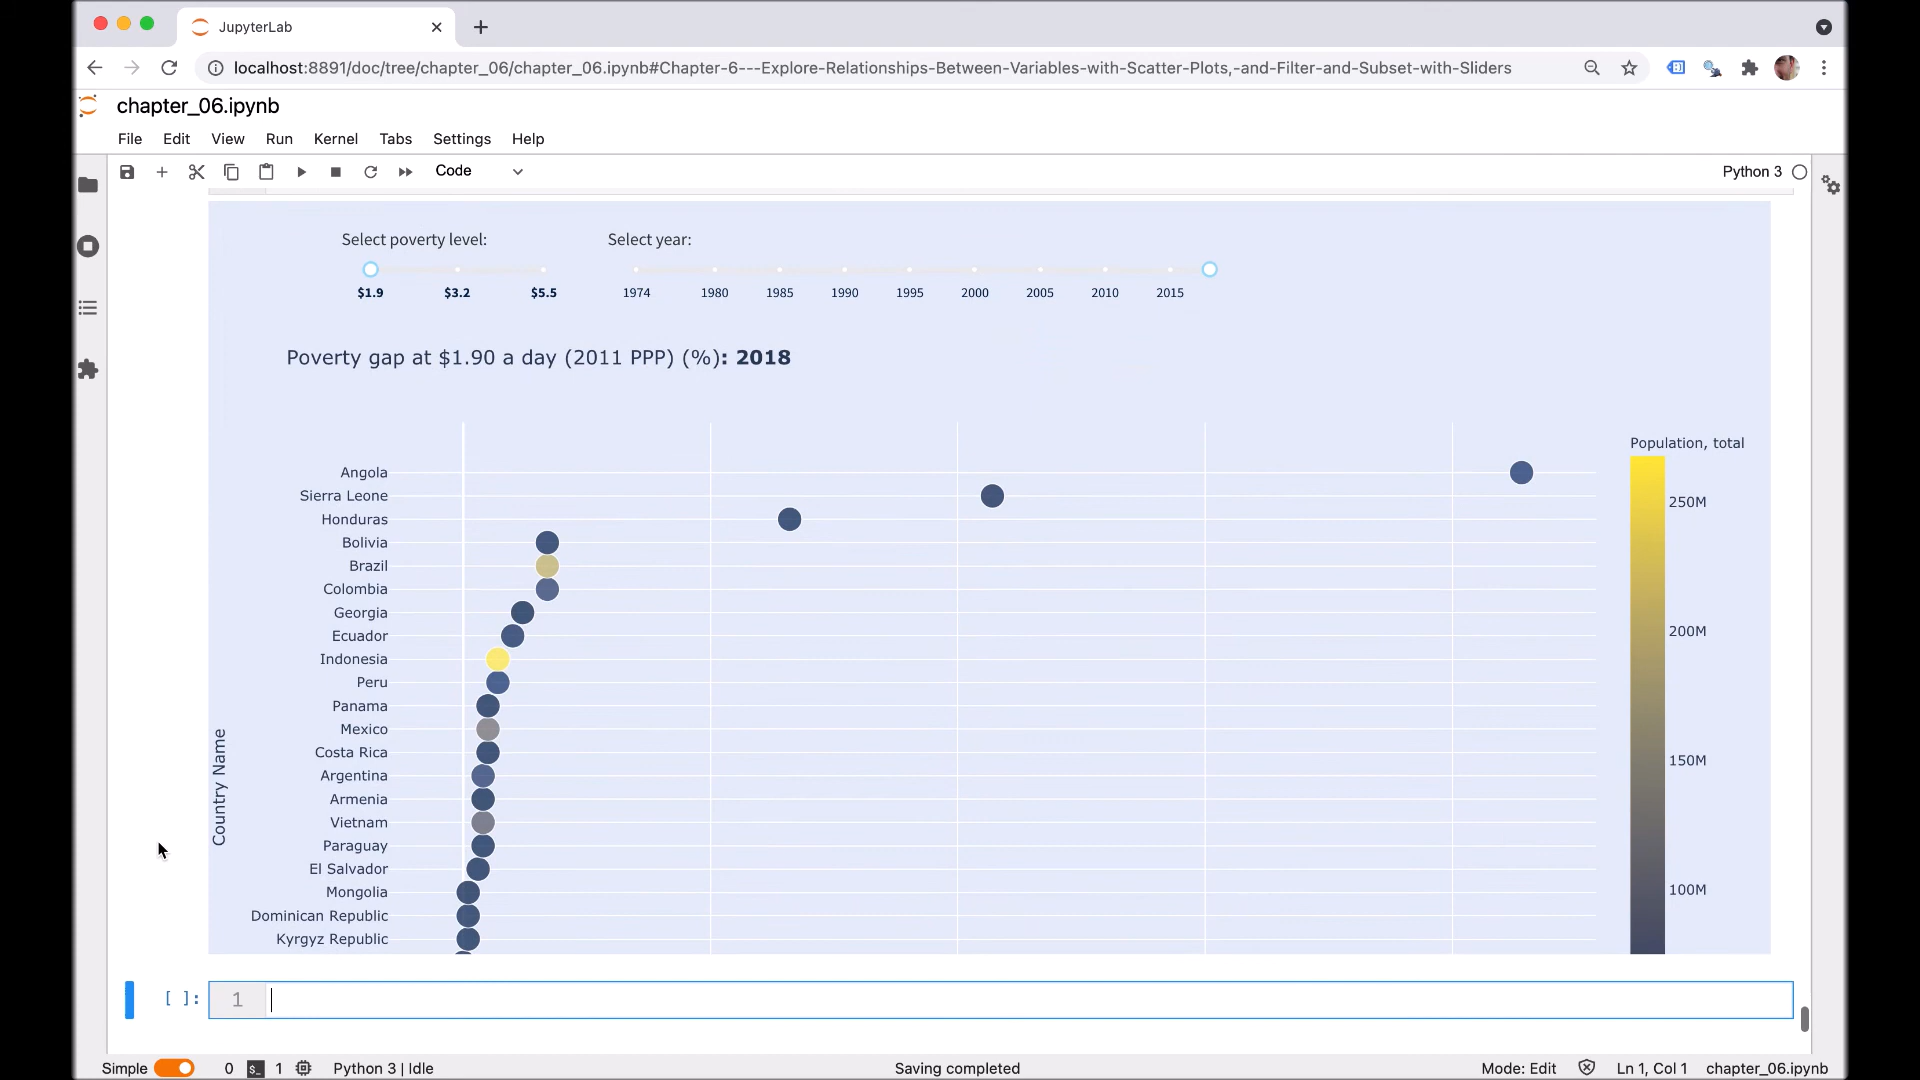 JupyterLab
localhost:8891/doc/tree/chapter_06/chapter_06.ipynb#Chapter-6---Explore-Relationships-Between-Variables-with-Scatter-Plots,-and-Filter-and-Subset-with-Sliders
chapter_06.ipynb
File Edit View Run Kernel Tabs Settings Help
Code Python 3
Select poverty level: Select year:
$1.9 $3.2 $5.5 1974 1980 1985 1990 1995 2000 2005 2010 2015
Poverty gap at $1.90 a day (2011 PPP) (%): 2018
Population, total
Angola
Sierra Leone
250M
Honduras
Bolivia
Brazil
Colombia
Georgia
200M
Ecuador
Indonesia
Peru
Panama
Mexico
Costa Rica
150M
Argentina
Armenia
Country Name
Vietnam
Paraguay
El Salvador
Mongolia
100M
Dominican Republic
Kyrgyz Republic
[ ]: 1
Simple 0 $_ 1 Python 3 | Idle Saving completed Mode: Edit Ln 1, Col 1 chapter_06.ipynb